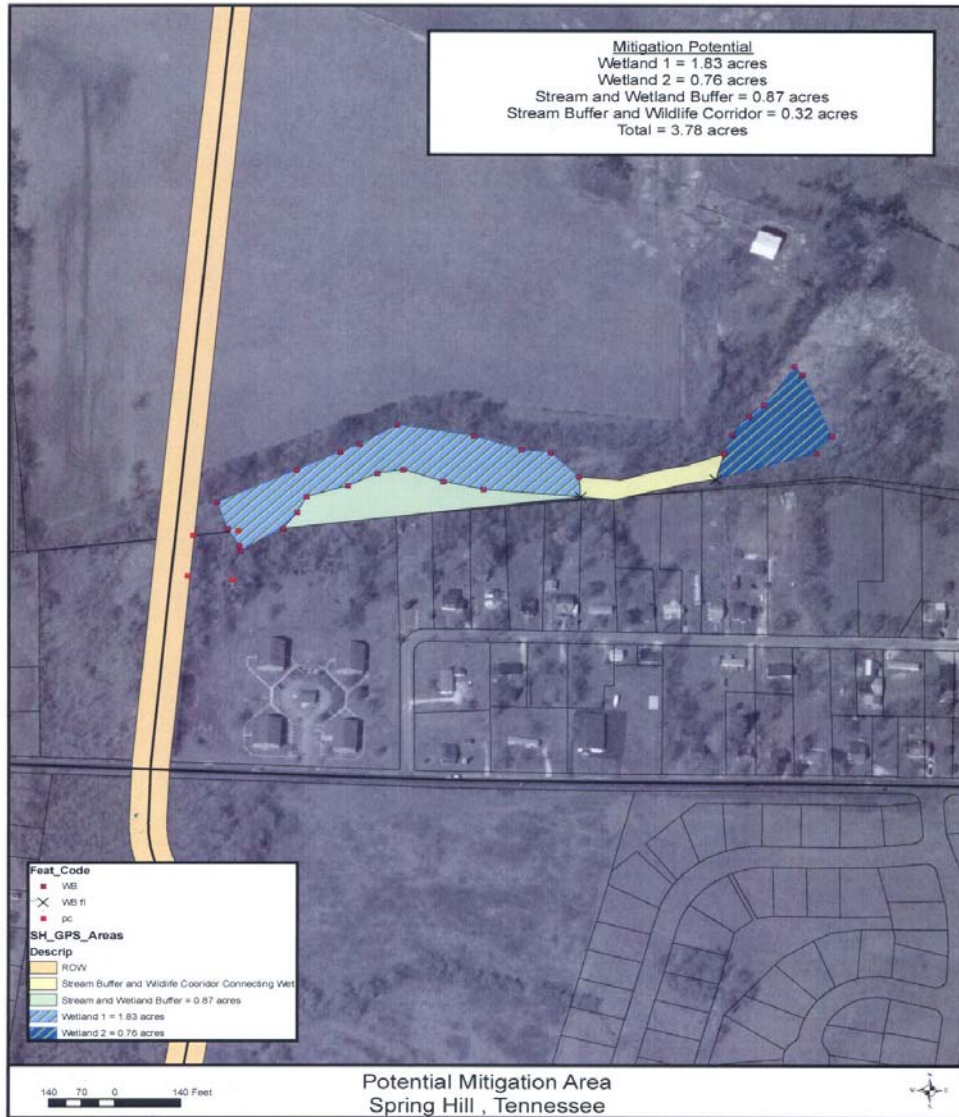 Mitigation Potential
Wetland 1 = 1.83 acres
Wetland 2 = 0.76 acres
Stream and Wetland Buffer = 0.87 acres
Stream Buffer and Wildlife Corridor = 0.32 acres
Total = 3.78 acres
Feat_Code
WB
WB fl
pc
SH_GPS_Areas
Descrip
ROW
Stream Buffer and Wildlife Cooridor Connecting Wet
Stream and Wetland Buffer = 0.87 acres
Wetland 1 = 1.83 acres
Wetland 2 = 0.76 acres
140 70 0 140 Feet
Potential Mitigation Area
Spring Hill , Tennessee